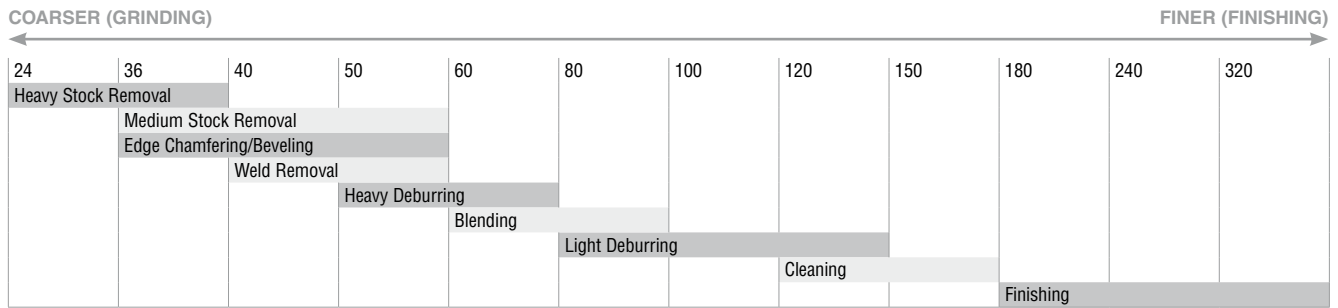 COARSER (GRINDING) FINER (FINISHING)
24 36 40 50 60 80 100 120 150 180 240 320
Heavy Stock Removal
Medium Stock Removal
Edge Chamfering/Beveling
Weld Removal
Heavy Deburring
Blending
Light Deburring
Cleaning
Finishing